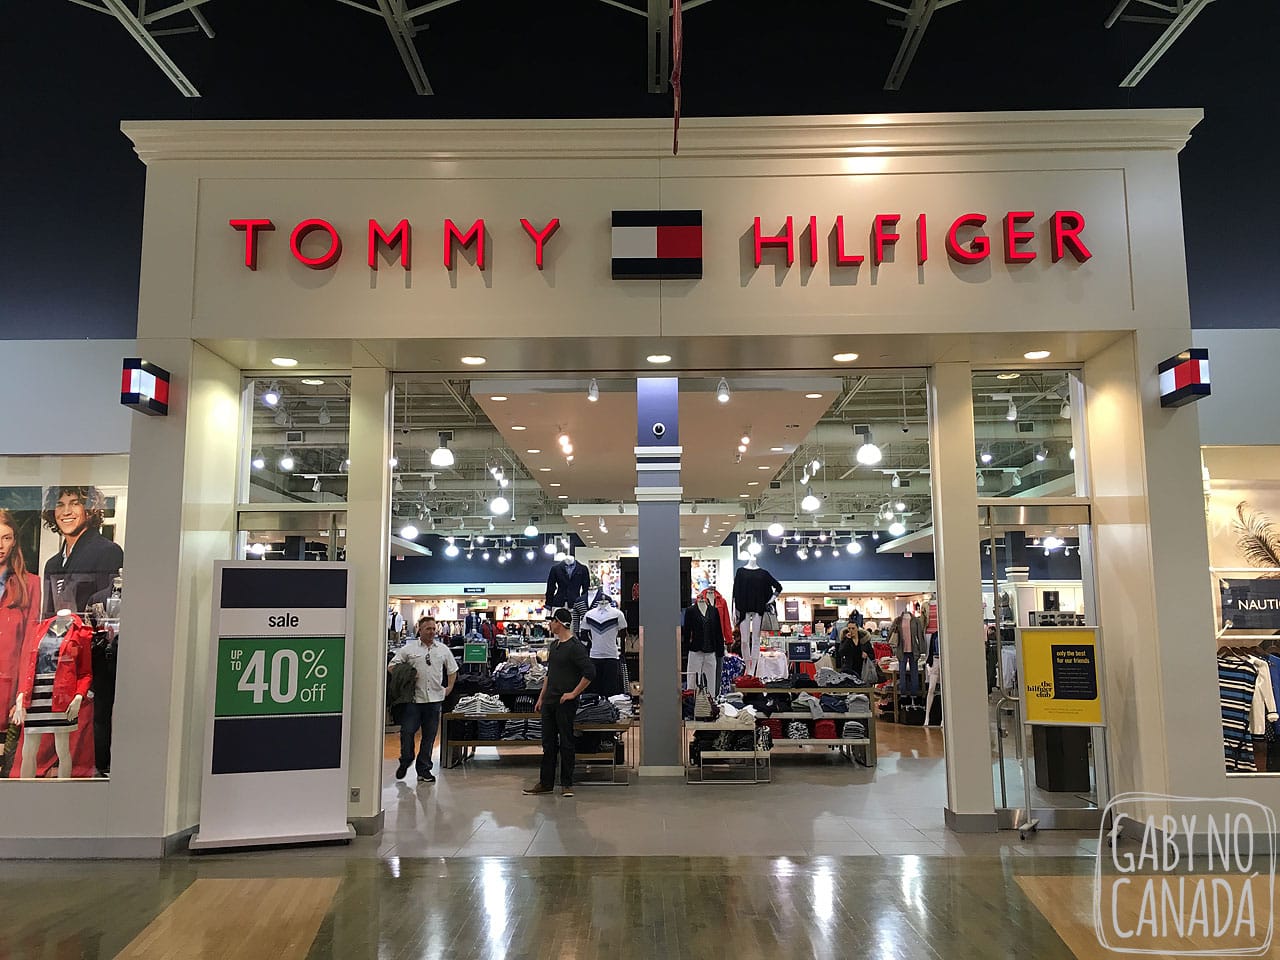 TOMMY HILFIGER
sale
UP TO 40% off
only the best
for our friends
the
hilfiger
club
NAUTI
GABY NO
CANADÁ